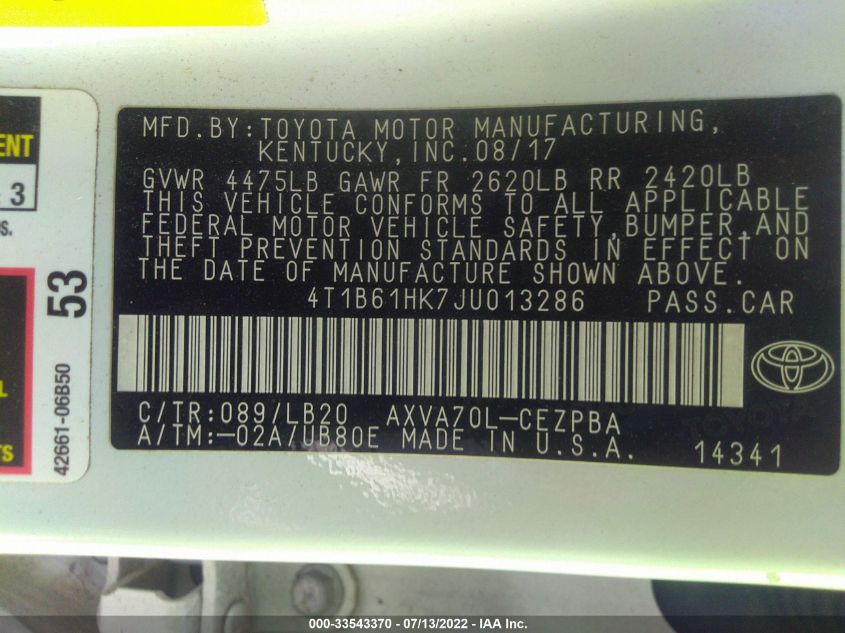 MFD.BY:TOYOTA MOTOR MANUFACTURING,
KENTUCKY,INC.08/17
GVWR 4475LB GAWR FR 2620LB RR 2420LB
THIS VEHICLE CONFORMS TO ALL APPLICABLE
FEDERAL MOTOR VEHICLE SAFETY,BUMPER,AND
THEFT PREVENTION STANDARDS IN EFFECT ON
THE DATE OF MANUFACTURE SHOWN ABOVE.
4T1B61HK7JU013286 PASS.CAR
C/TR:089/LB20 AXVA70L-CEZPBA
A/TM:-02A/UB80E MADE IN U.S.A.
14341
TOYOTA
ENT
3
53
42661-06B50
000-33543370 - 07/13/2022 - IAA Inc.